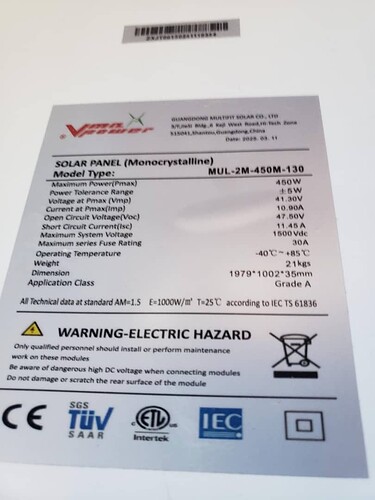 Vmax power
GUANGDONG MULTIFIT SOLAR CO., LTD
515041,Shantou,Guangdong,China
Date: 2023. 03. 11
SOLAR PANEL (Monocrystalline)
Model Type: MUL-2M-450M-130
Maximum Power(Pmax) 450W
Power Tolerance Range ±5W
Voltage at Pmax (Vmp) 41.30V
Current at Pmax(Imp) 10.90A
Open Circuit Voltage(Voc) 47.50V
Short Circuit Current(Isc) 11.45A
Maximum System Voltage 1500Vdc
Maximum series Fuse Rating 30A
Operating Temperature -40℃~+85℃
Weight 21kgs
Dimension 1979*1002*35mm
Application Class Grade A
All Technical data at standard AM=1.5 E=1000W/㎡ T=25℃ according to IEC TS 61836
WARNING-ELECTRIC HAZARD
Only qualified personnel should install or perform maintenance
work on these modules
Be aware of dangerous high DC voltage when connecting modules
Do not damage or scratch the rear surface of the module
CE
SGS
TÜV
SAAR
ETL
Intertek
IEC